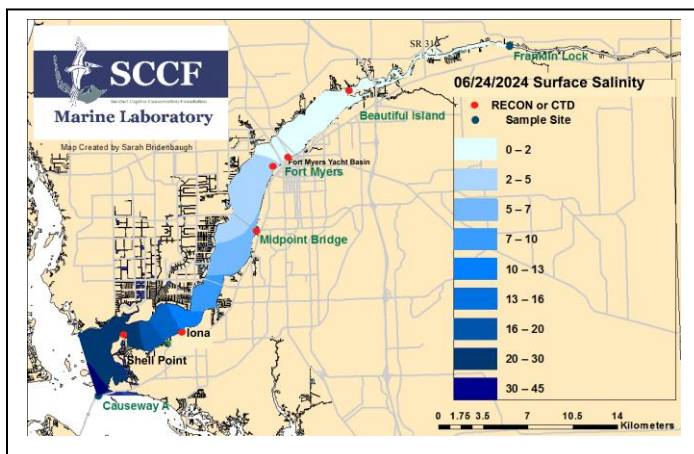 SCCF
Sanibel-Captiva Conservation Foundation
Marine Laboratory
Map Created by Sarah Bridenbaugh
SR 31
I-75
Franklin Lock
06/24/2024 Surface Salinity
RECON or CTD
Sample Site
0 – 2
2 – 5
5 – 7
7 – 10
10 – 13
13 – 16
16 – 20
20 – 30
30 – 45
Beautiful Island
Fort Myers Yacht Basin
Fort Myers
Midpoint Bridge
Iona
Shell Point
Causeway A
0 1.75 3.5 7 10.5 14
Kilometers